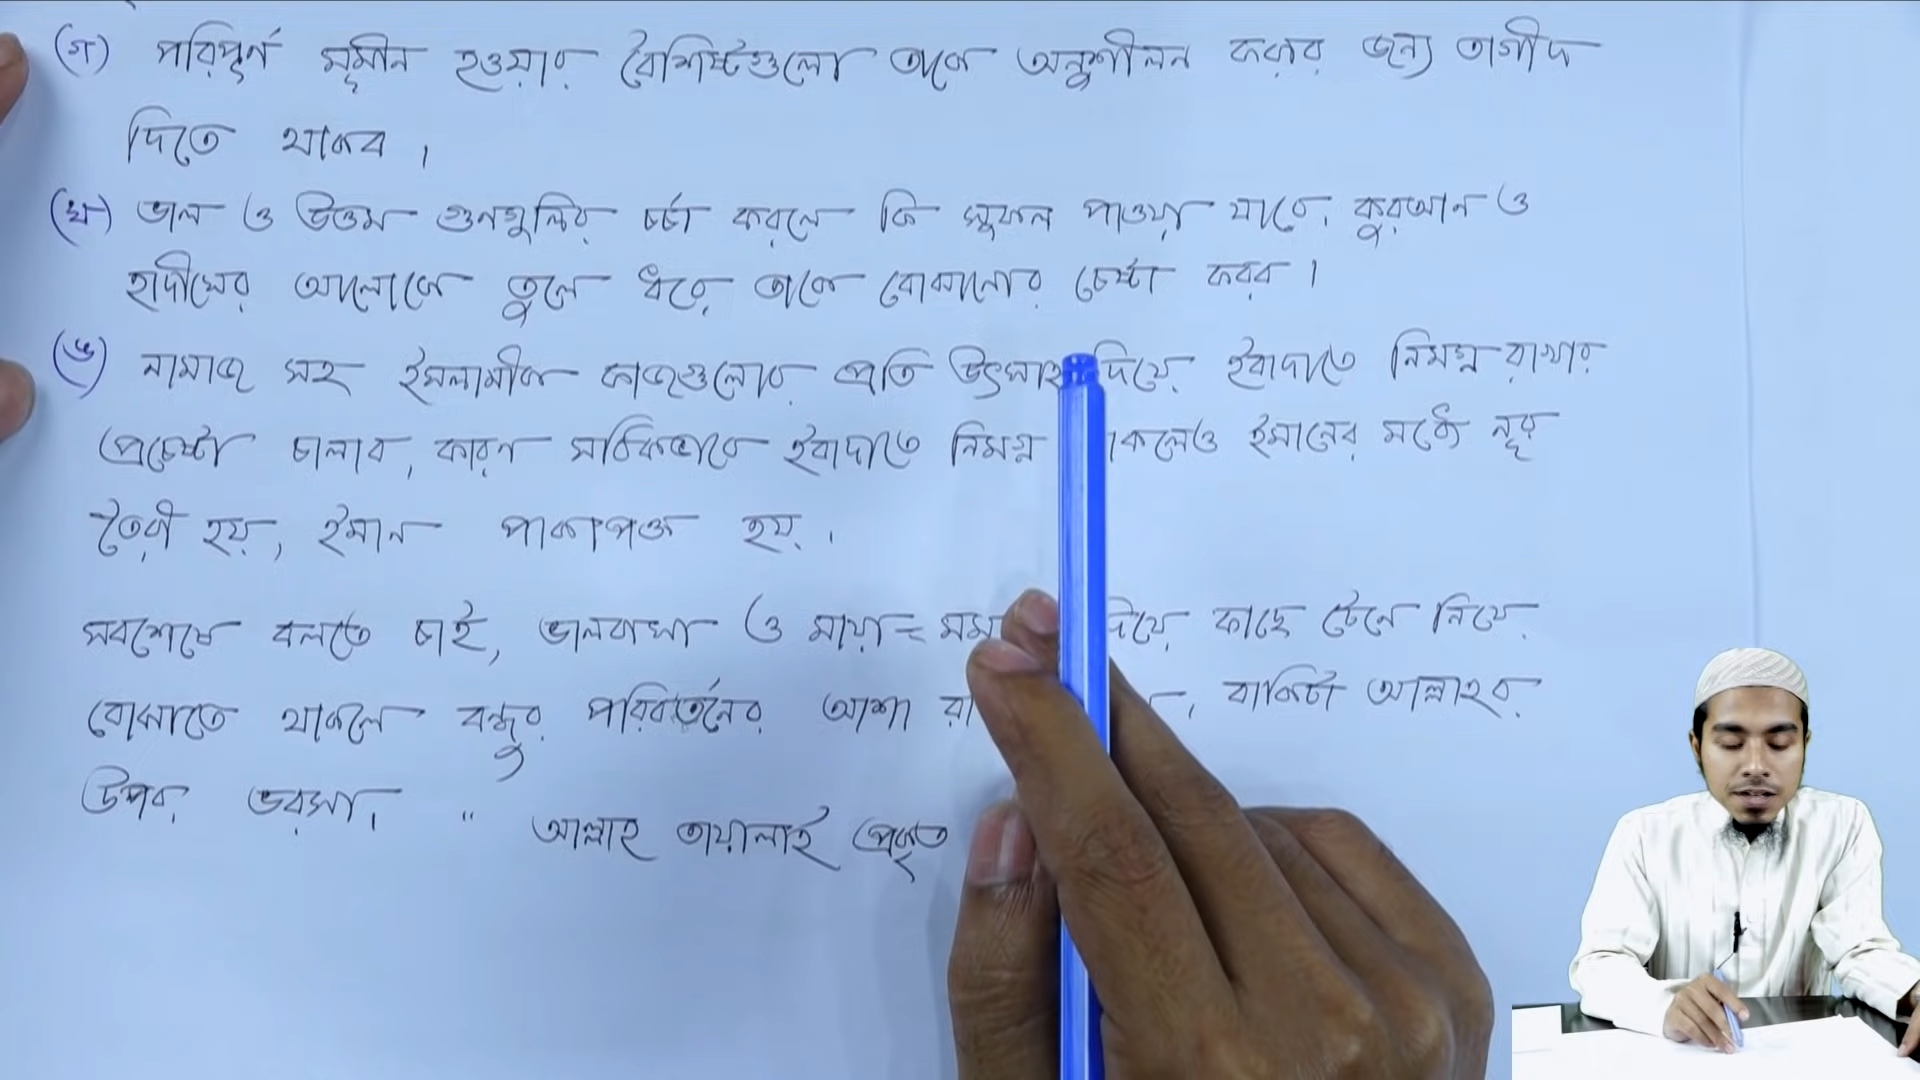 (গ) পরিপূর্ণ মূমীন হওয়ার বৈশিষ্টগুলো তাকে অনুশীলন করার জন্য তাগীদ
দিতে থাকব।
(ঘ) ভাল ও উত্তম গুনগুলির চর্চা করলে কি সুফল পাওয়া যাবে, কুরআন ও
হাদীসের আলোকে তুলে ধরে তাকে বোঝানোর চেষ্টা করব।
(ঙ) নামাজ সহ ইসলামীক কাজগুলোর প্রতি উৎসাহ দিয়ে ইবাদাতে নিমগ্ন রাখার
প্রচেষ্টা চালাব, কারণ সঠিকভাবে ইবাদাতে নিমগ্ন াকলেও ইমানের মধ্যে নূর
তৈরী হয়, ইমান পাকাপক্ত হয়।
সবশেষে বলতে চাই, ভালবাসা ও মায়া-মম দিয়ে কাছে টেনে নিয়ে
বোঝাতে থাকলে বন্ধুর পরিবর্তনের আশা রা , বাকিটা আল্লাহর
উপর ভরসা। " আল্লাহ তায়ালাই প্রকৃত